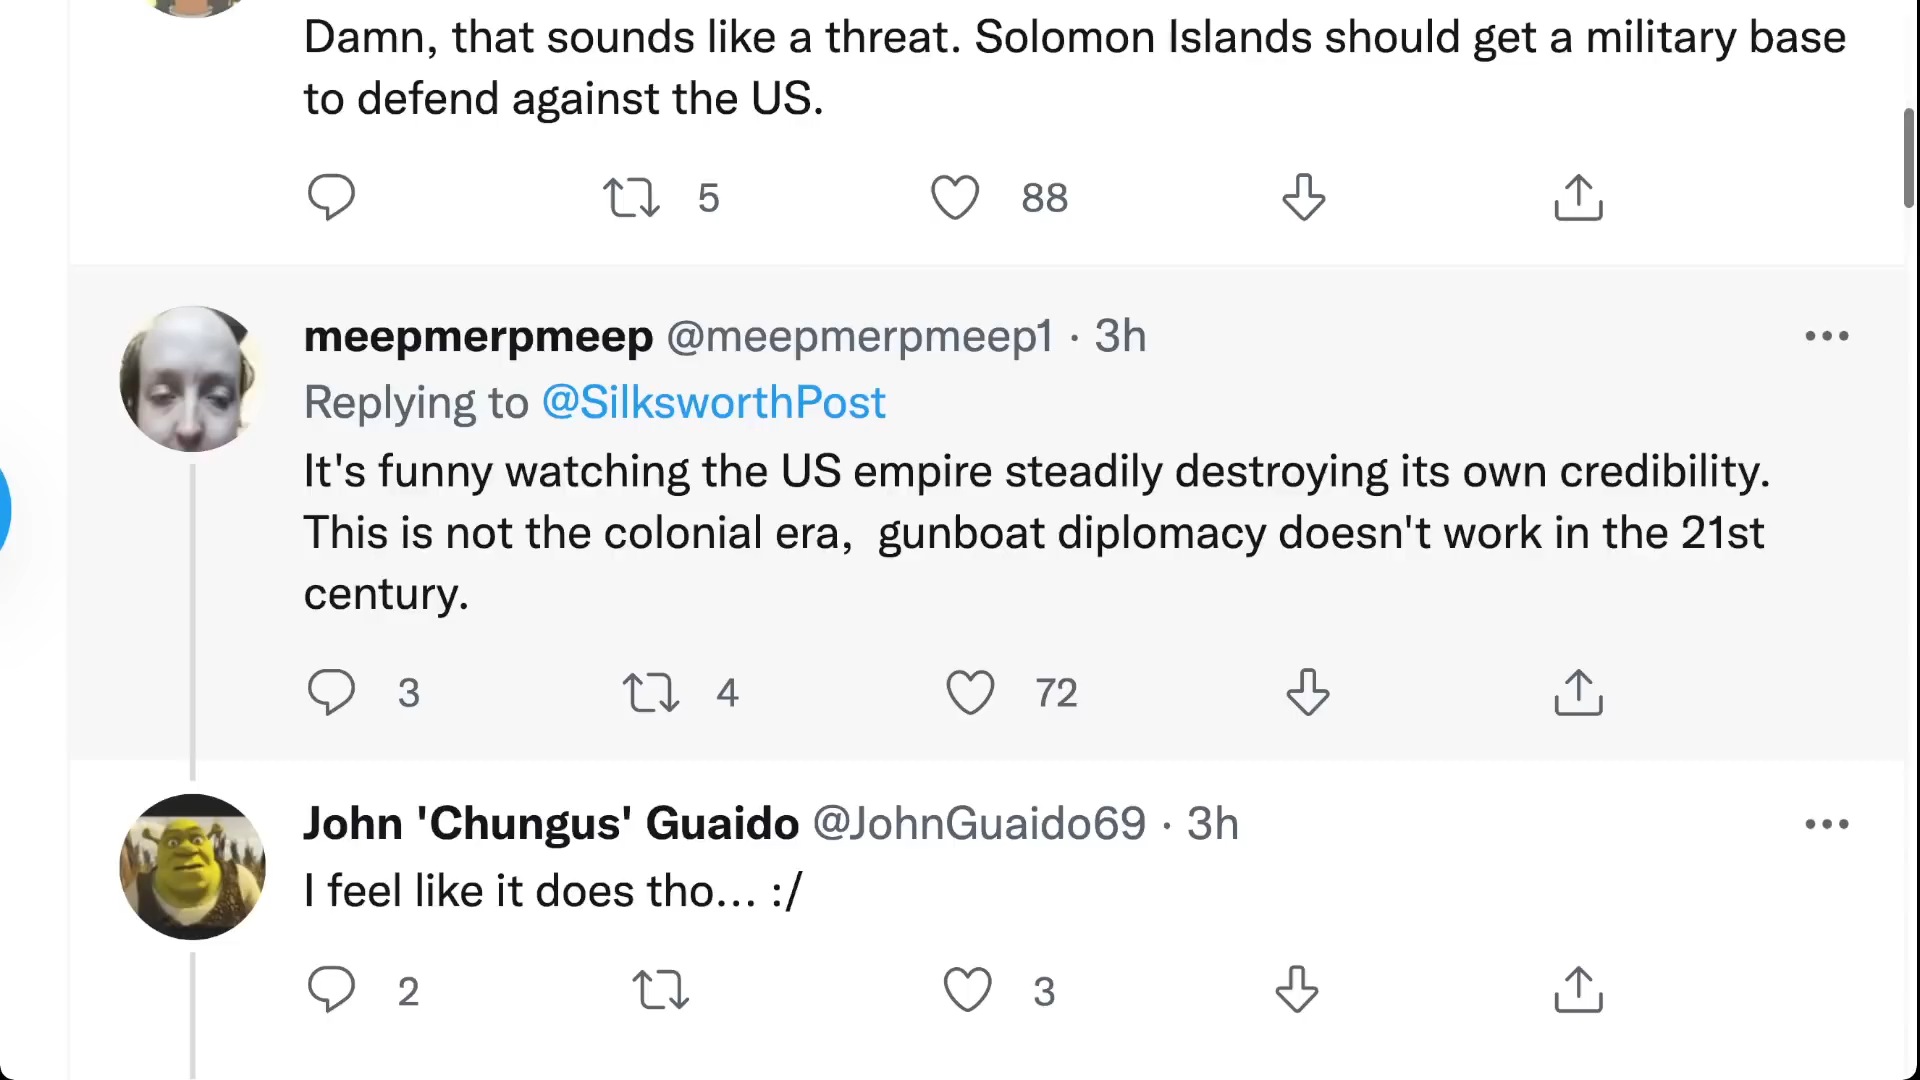 Damn, that sounds like a threat. Solomon Islands should get a military base
to defend against the US.
5 88
meepmerpmeep @meepmerpmeep1 · 3h
Replying to @SilksworthPost
It's funny watching the US empire steadily destroying its own credibility.
This is not the colonial era,  gunboat diplomacy doesn't work in the 21st
century.
3 4 72
John 'Chungus' Guaido @JohnGuaido69 · 3h
I feel like it does tho... :/
2 3